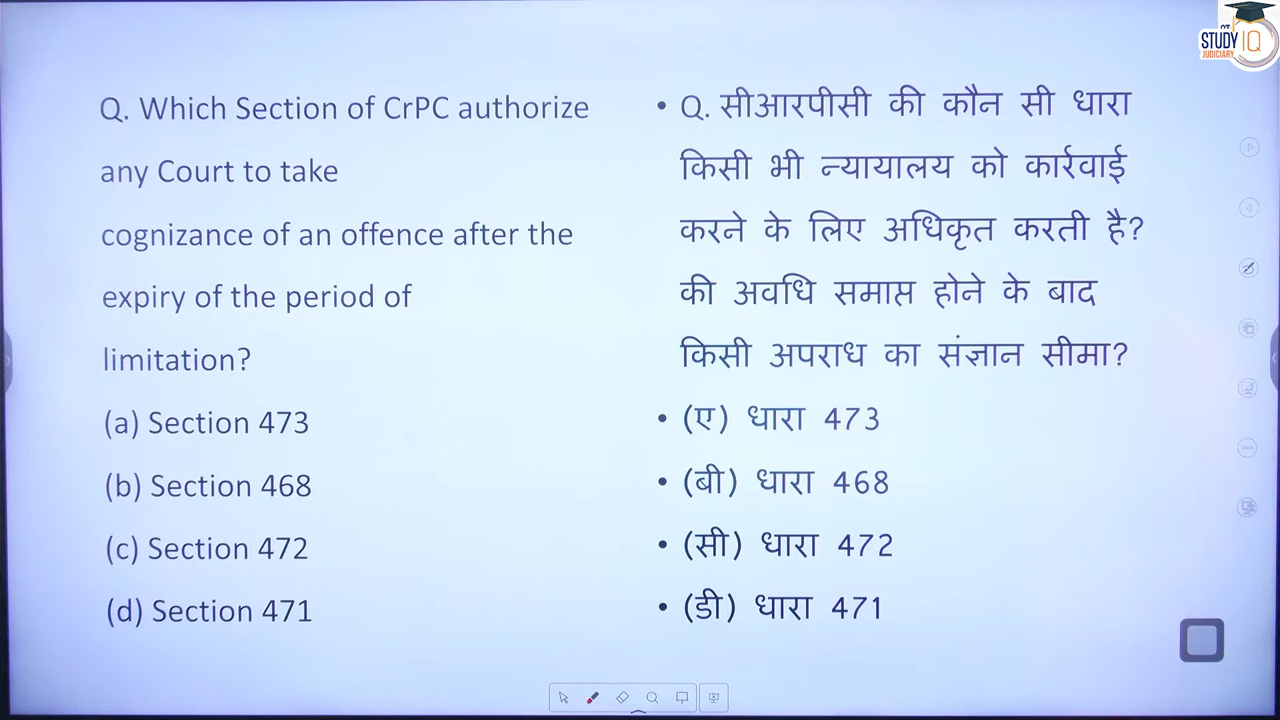 OT
STUDY IQ
JUDICIARY
Q. Which Section of CrPC authorize
any Court to take
cognizance of an offence after the
expiry of the period of
limitation?
(a) Section 473
(b) Section 468
(c) Section 472
(d) Section 471
• Q. सीआरपीसी की कौन सी धारा
किसी भी न्यायालय को कार्रवाई
करने के लिए अधिकृत करती है?
की अवधि समाप्त होने के बाद
किसी अपराध का संज्ञान सीमा?
• (ए) धारा 473
• (बी) धारा 468
• (सी) धारा 472
• (डी) धारा 471